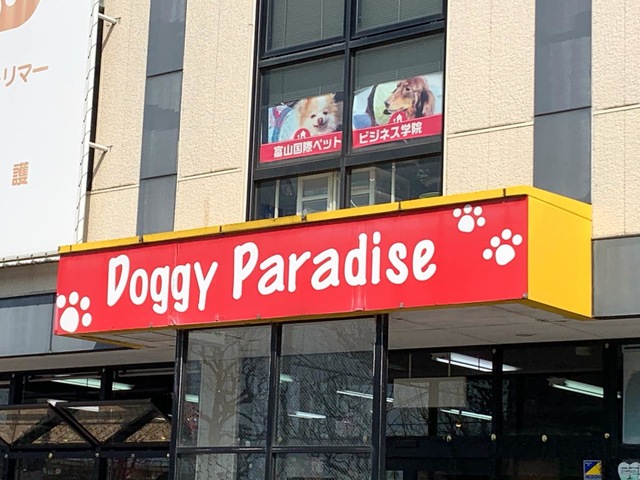 リマー
護
富山国際ペット
ビジネス学院
Doggy Paradise